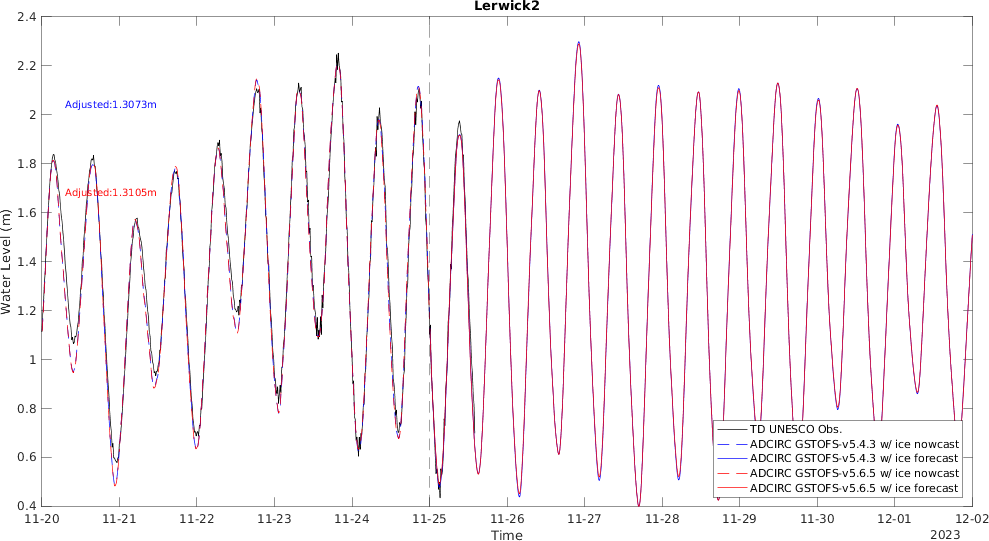 Lerwick2
2.4
2.2
2
1.8
1.6
1.4
1.2
1
0.8
0.6
0.4
Water Level (m)
Adjusted:1.3073m
Adjusted:1.3105m
TD UNESCO Obs.
ADCIRC GSTOFS-v5.4.3 w/ ice nowcast
ADCIRC GSTOFS-v5.4.3 w/ ice forecast
ADCIRC GSTOFS-v5.6.5 w/ ice nowcast
ADCIRC GSTOFS-v5.6.5 w/ ice forecast
11-20 11-21 11-22 11-23 11-24 11-25 11-26 11-27 11-28 11-29 11-30 12-01 12-02
Time
2023